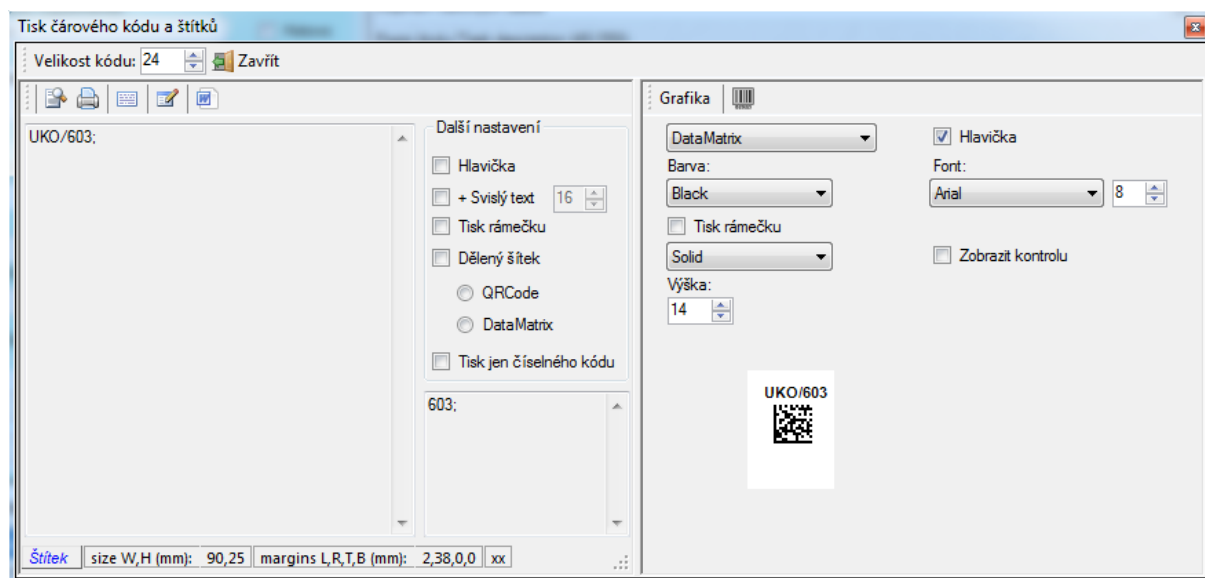 Tisk čárového kódu a štítků
Velikost kódu: 24 Zavřít
UKO/603;
Další nastavení
Hlavička
+ Svislý text 16
Tisk rámečku
Dělený šítek
QRCode
DataMatrix
Tisk jen číselného kódu
603;
Štítek size W,H (mm): 90,25 margins L,R,T,B (mm): 2,38,0,0 xx
Grafika
DataMatrix Hlavička
Barva: Font:
Black Arial 8
Tisk rámečku
Solid Zobrazit kontrolu
Výška:
14
UKO/603